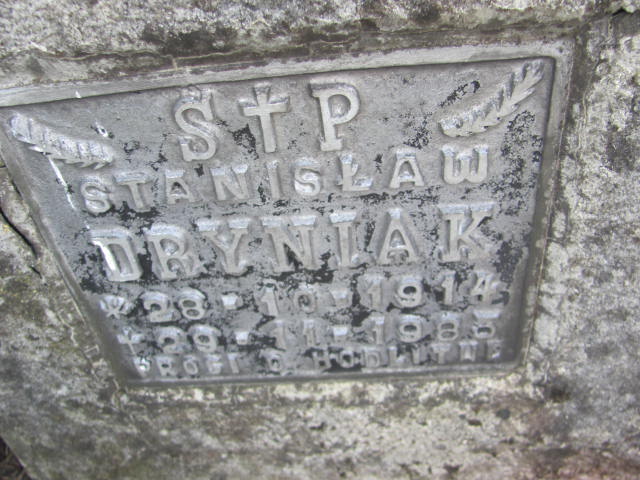 Ś†P
STANISŁAW
DRYNIAK
* 28-10-1914
† 29-11-1985
PROSI O MODLITWĘ